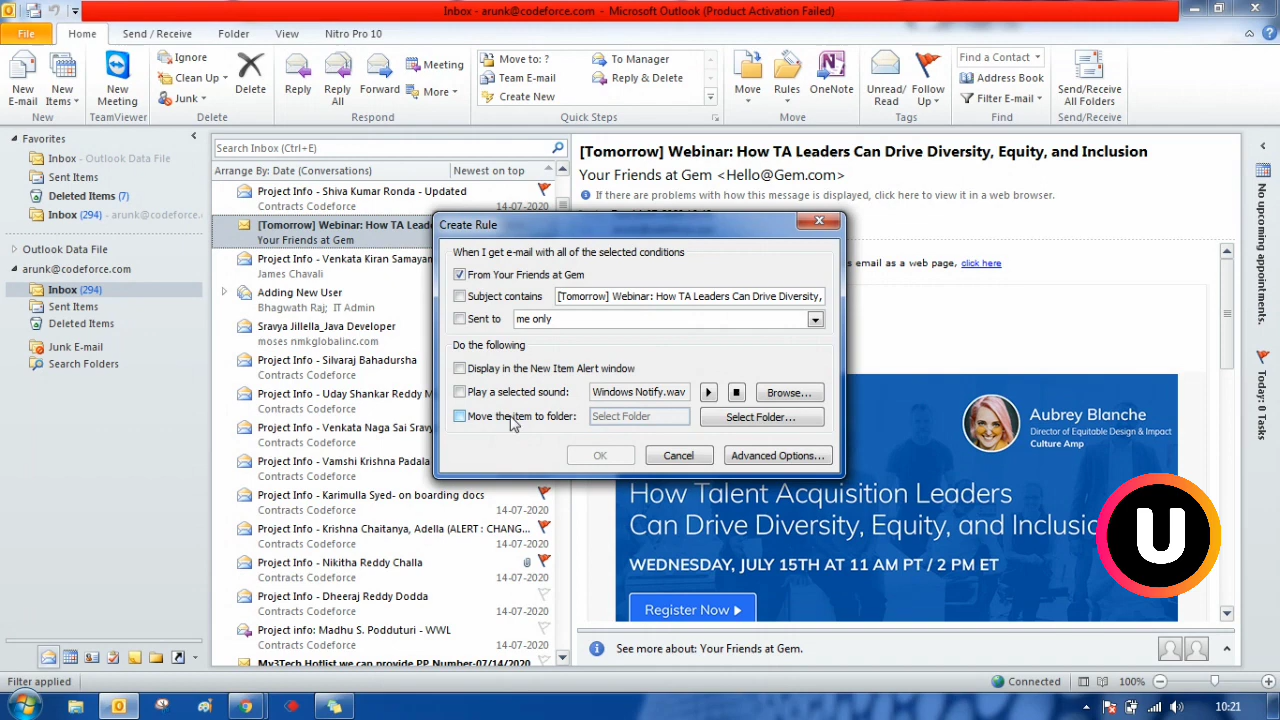 Inbox - arunk@codeforce.com - Microsoft Outlook (Product Activation Failed)
File
Home
Send / Receive
Folder
View
Nitro Pro 10
New E-mail
New Items
New
New Meeting
TeamViewer
Ignore
Clean Up
Junk
Delete
Delete
Reply
Reply All
Forward
Meeting
More
Respond
Move to: ?
Team E-mail
Create New
To Manager
Reply & Delete
Quick Steps
Move
Rules
OneNote
Move
Unread/ Read
Follow Up
Tags
Find a Contact
Address Book
Filter E-mail
Find
Send/Receive All Folders
Send/Receive
Favorites
Inbox - Outlook Data File
Sent Items
Deleted Items (7)
Inbox (294) - arunk@codeforce.
Outlook Data File
arunk@codeforce.com
Inbox (294)
Sent Items
Deleted Items
Junk E-mail
Search Folders
Search Inbox (Ctrl+E)
Arrange By: Date (Conversations)
Newest on top
Project Info - Shiva Kumar Ronda - Updated
[Tomorrow] Webinar: How TA Lea
Your Friends at Gem
Project Info - Venkata Kiran Samayan
James Chavali
Adding New User
Bhagwath Raj; IT Admin
Sravya Jillella_Java Developer
moses nmkglobalinc.com
Project Info - Silvaraj Bahadursha
Contracts Codeforce
Project Info - Uday Shankar Reddy M
Contracts Codeforce
Project Info - Venkata Naga Sai Sravy
Contracts Codeforce
Project Info - Vamshi Krishna Padala
Contracts Codeforce
Project Info - Karimulla Syed- on boarding docs
Contracts Codeforce 14-07-2020
Project Info - Krishna Chaitanya, Adella (ALERT : CHANG...
Contracts Codeforce 14-07-2020
Project Info - Nikitha Reddy Challa
Contracts Codeforce 14-07-2020
Project Info - Dheeraj Reddy Dodda
Contracts Codeforce 14-07-2020
Project info: Madhu S. Podduturi - WWL
Contracts Codeforce 14-07-2020
My3Tech Hotlist we can provide PP Number-07/14/2020
[Tomorrow] Webinar: How TA Leaders Can Drive Diversity, Equity, and Inclusion
Your Friends at Gem <Hello@Gem.com>
If there are problems with how this message is displayed, click here to view it in a web browser.
s email as a web page, click here
Create Rule
When I get e-mail with all of the selected conditions
From Your Friends at Gem
Subject contains [Tomorrow] Webinar: How TA Leaders Can Drive Diversity,
Sent to me only
Do the following
Display in the New Item Alert window
Play a selected sound: Windows Notify.wav Browse...
Move the item to folder: Select Folder Select Folder...
OK Cancel Advanced Options...
Aubrey Blanche
Director of Equitable Design & Impact
Culture Amp
How Talent Acquisition Leaders
Can Drive Diversity, Equity, and Inclusio
WEDNESDAY, JULY 15TH AT 11 AM PT / 2 PM ET
Register Now
U
See more about: Your Friends at Gem.
No upcoming appointments.
Today: 0 Tasks
Filter applied
Connected
100%
10:21